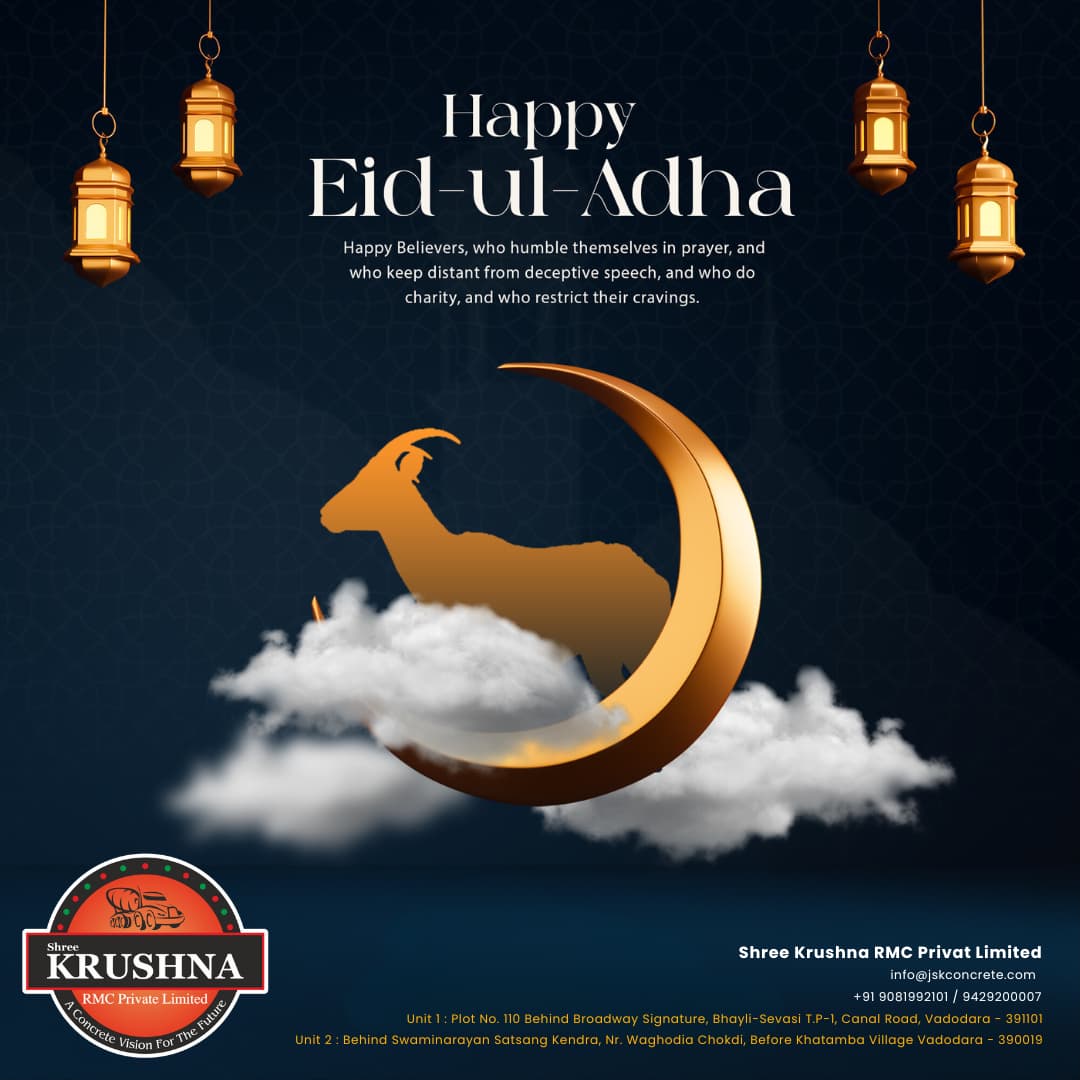 Happy
Eid-ul-Adha
Happy Believers, who humble themselves in prayer, and
who keep distant from deceptive speech, and who do
charity, and who restrict their cravings.
Shree
KRUSHNA
RMC Private Limited
A Concrete Vision For The Future
Shree Krushna RMC Privat Limited
info@jskconcrete.com
+91 9081992101 / 9429200007
Unit 1 : Plot No. 110 Behind Broadway Signature, Bhayli-Sevasi T.P-1, Canal Road, Vadodara - 391101
Unit 2 : Behind Swaminarayan Satsang Kendra, Nr. Waghodia Chokdi, Before Khatamba Village Vadodara - 390019